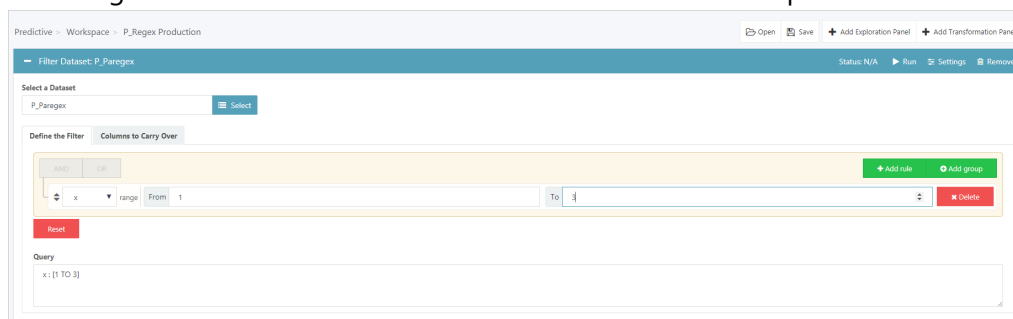 Predictive > Workspace > P_Regex Production
Open Save + Add Exploration Panel + Add Transformation Pane
− Filter Dataset: P_Paregex Status: N/A Run Settings Remove
Select a Dataset
P_Paregex Select
Define the Filter Columns to Carry Over
AND OR + Add rule Add group
x range From 1 To 3 Delete
Reset
Query
x : [1 TO 3]